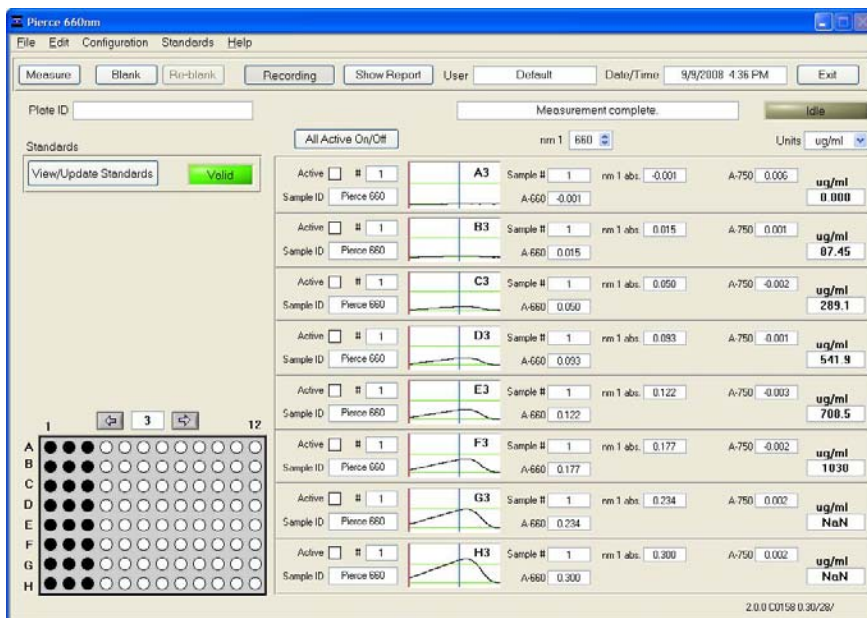 Pierce 660nm
File Edit Configuration Standards Help
Measure Blank Re-blank Recording Show Report User Default Date/Time 9/9/2008 4:36 PM Exit
Plate ID Measurement complete. Idle
All Active On/Off nm 1 660 Units ug/ml
Standards
View/Update Standards Valid
Active # 1 A3 Sample # 1 nm 1 abs. -0.001 A-750 0.006 ug/ml
Sample ID Pierce 660 A-660 -0.001 0.000
Active # 1 B3 Sample # 1 nm 1 abs. 0.015 A-750 0.001 ug/ml
Sample ID Pierce 660 A-660 0.015 87.45
Active # 1 C3 Sample # 1 nm 1 abs. 0.050 A-750 -0.002 ug/ml
Sample ID Pierce 660 A-660 0.050 289.1
Active # 1 D3 Sample # 1 nm 1 abs. 0.093 A-750 -0.001 ug/ml
Sample ID Pierce 660 A-660 0.093 541.9
Active # 1 E3 Sample # 1 nm 1 abs. 0.122 A-750 -0.003 ug/ml
Sample ID Pierce 660 A-660 0.122 708.5
Active # 1 F3 Sample # 1 nm 1 abs. 0.177 A-750 -0.002 ug/ml
Sample ID Pierce 660 A-660 0.177 1030
Active # 1 G3 Sample # 1 nm 1 abs. 0.234 A-750 0.002 ug/ml
Sample ID Pierce 660 A-660 0.234 NaN
Active # 1 H3 Sample # 1 nm 1 abs. 0.300 A-750 0.002 ug/ml
Sample ID Pierce 660 A-660 0.300 NaN
1 3 12
A
B
C
D
E
F
G
H
2.0.0 C0158 0.30/28/